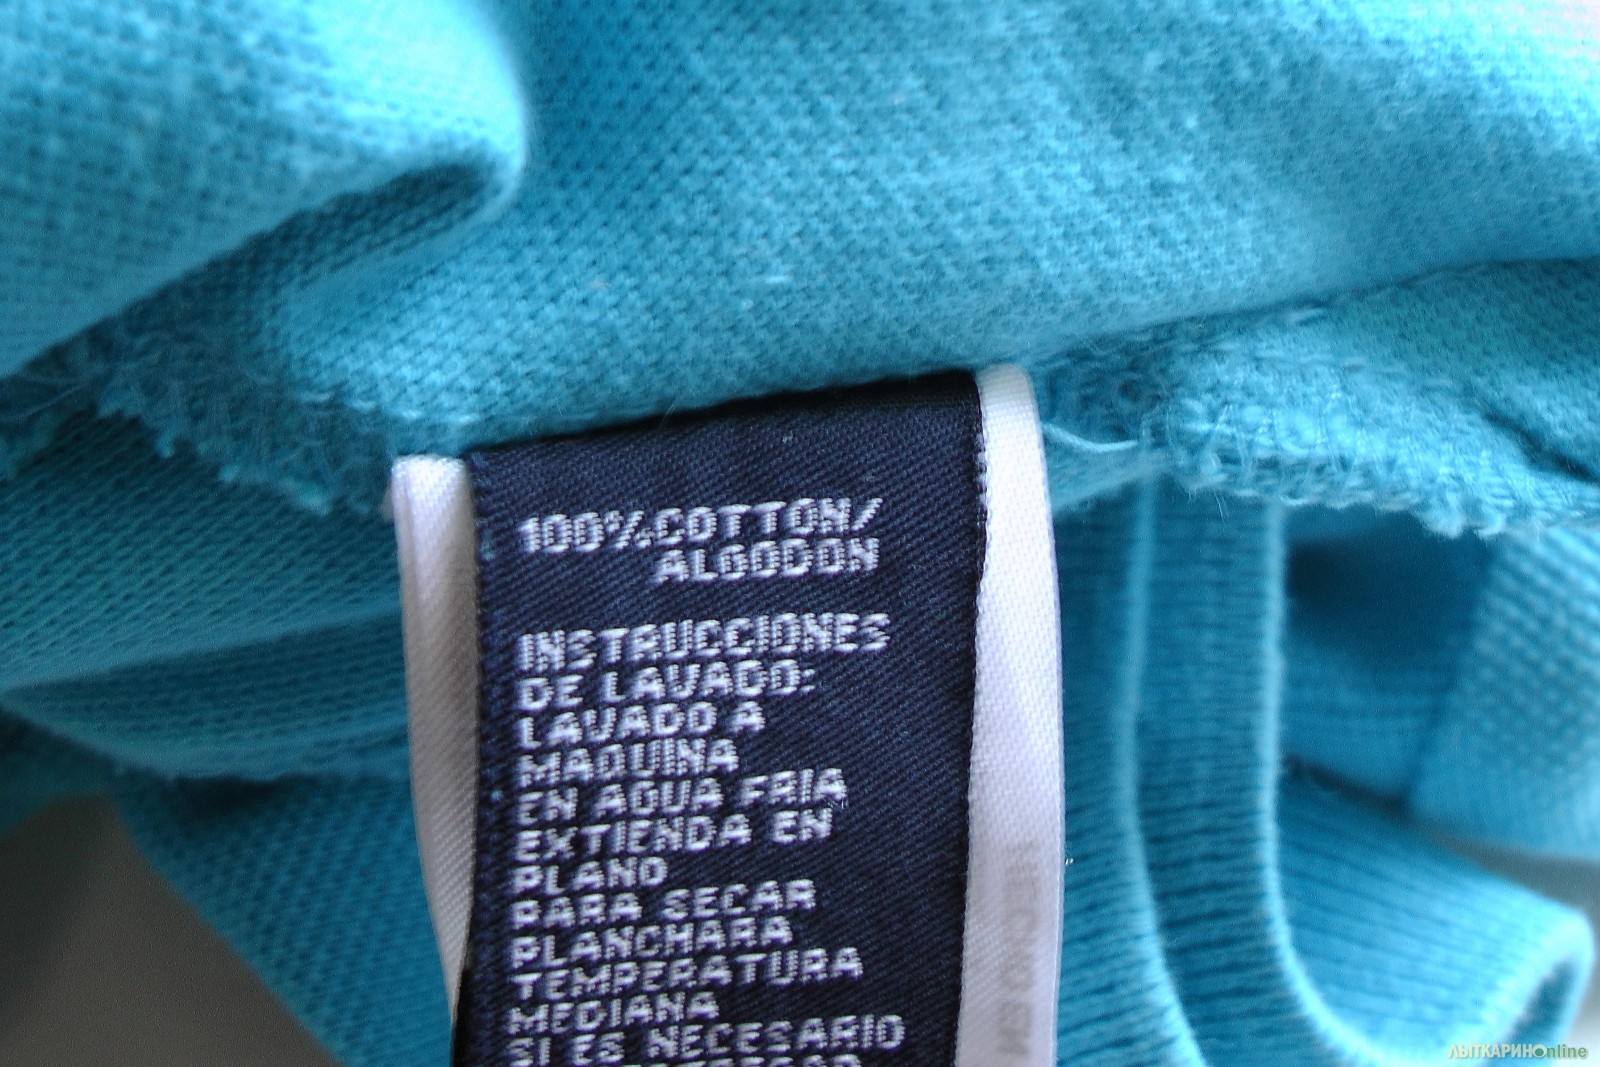 100%COTTON/
ALGODON
INSTRUCCIONES
DE LAVADO:
LAVADO A
MAQUINA
EN AGUA FRIA
EXTIENDA EN
PLANO
PARA SECAR
PLANCHARA
TEMPERATURA
MEDIANA
SI ES NECESARIO
ЛЫТКАРИНОnline